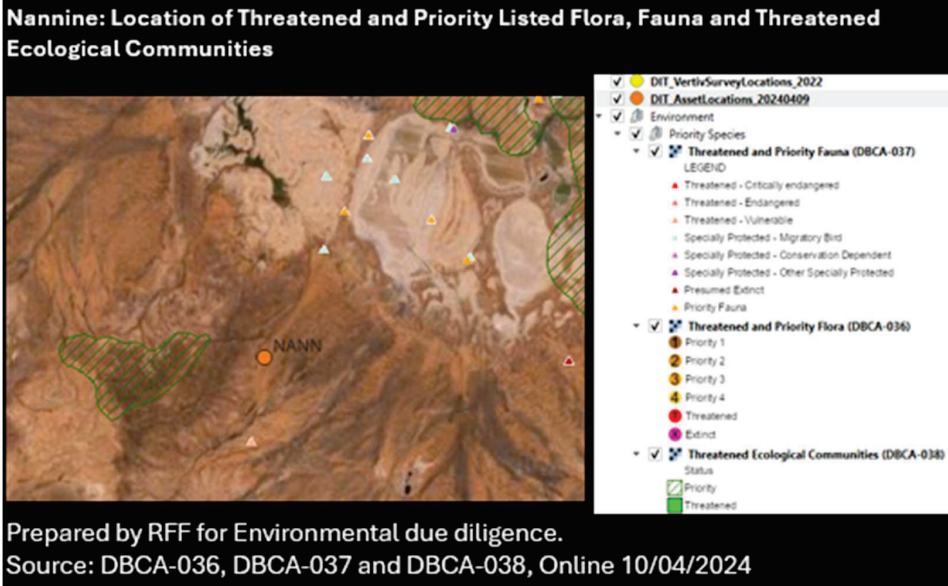 Nannine: Location of Threatened and Priority Listed Flora, Fauna and Threatened
Ecological Communities
DIT_VertivSurveyLocations_2022
DIT_AssetLocations_20240409
Environment
Priority Species
Threatened and Priority Fauna (DBCA-037)
LEGEND
Threatened - Critically endangered
Threatened - Endangered
Threatened - Vulnerable
Specially Protected - Migratory Bird
Specially Protected - Conservation Dependent
Specially Protected - Other Specially Protected
Presumed Extinct
Priority Fauna
Threatened and Priority Flora (DBCA-036)
1 Priority 1
2 Priority 2
3 Priority 3
4 Priority 4
Threatened
Extinct
Threatened Ecological Communities (DBCA-038)
Status
Priority
Threatened
NANN
Prepared by RFF for Environmental due diligence.
Source: DBCA-036, DBCA-037 and DBCA-038, Online 10/04/2024